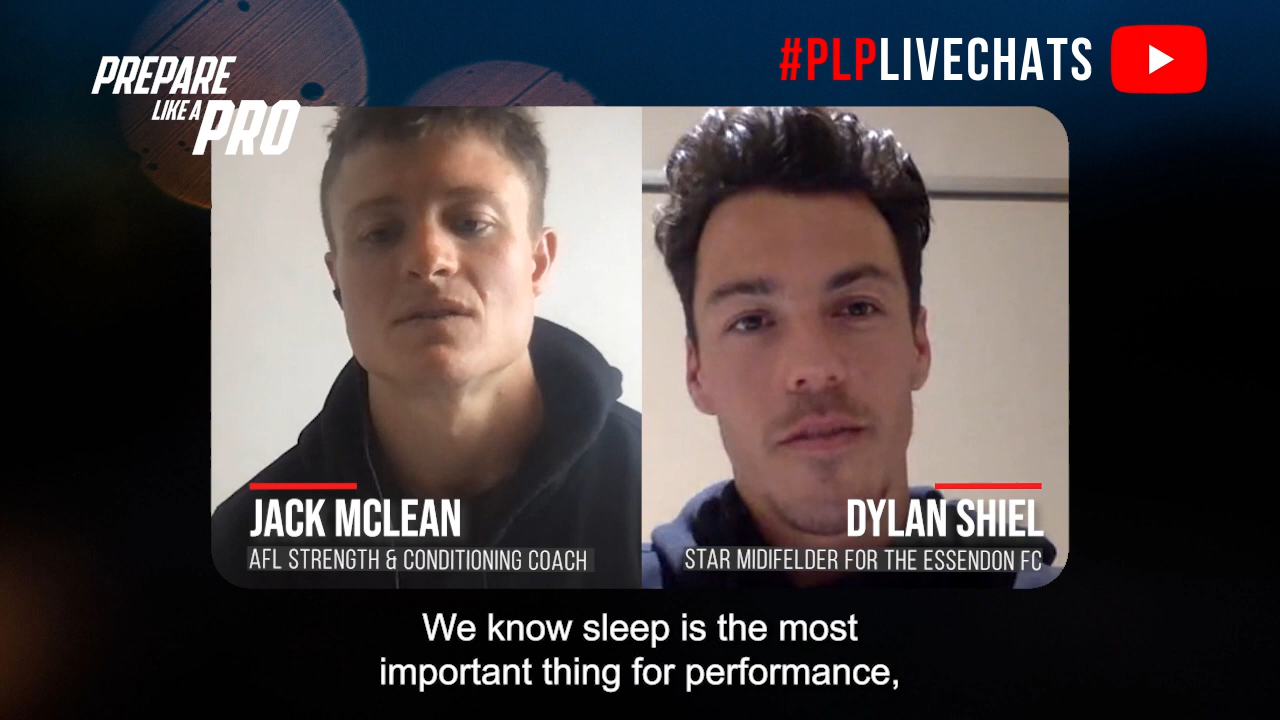 PREPARE
LIKE A
PRO
#PLPLIVECHATS
JACK MCLEAN
AFL STRENGTH & CONDITIONING COACH
DYLAN SHIEL
STAR MIDIFELDER FOR THE ESSENDON FC
We know sleep is the most
important thing for performance,